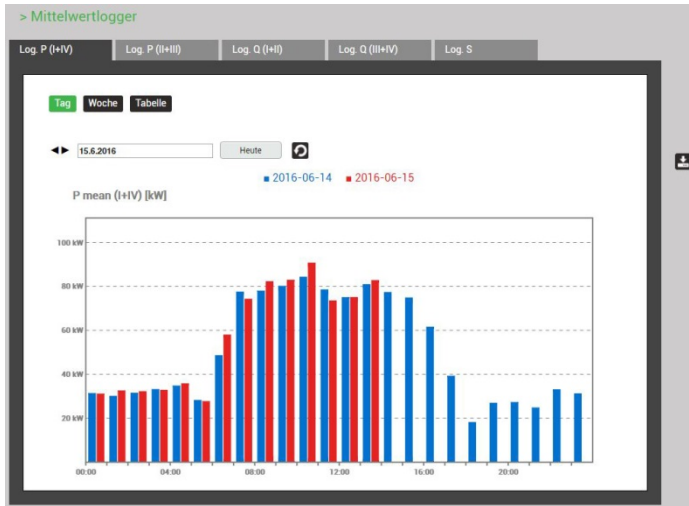 > Mittelwertlogger
Log. P (I+IV) Log. P (II+III) Log. Q (I+II) Log. Q (III+IV) Log. S
Tag Woche Tabelle
15.6.2016 Heute
2016-06-14 2016-06-15
P mean (I+IV) [kW]
100 kW
80 kW
60 kW
40 kW
20 kW
00:00 04:00 08:00 12:00 16:00 20:00